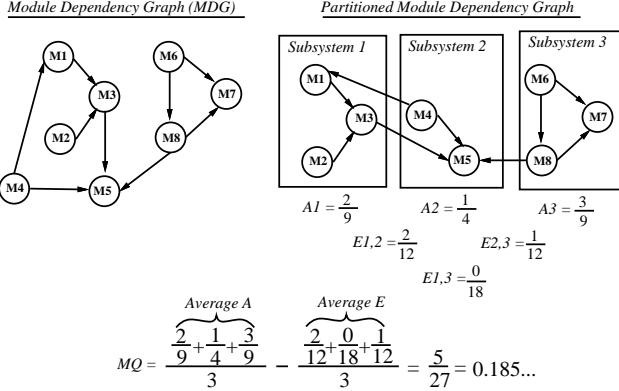 Module Dependency Graph (MDG)
Partitioned Module Dependency Graph
M1
M6
M3
M7
M2
M8
M4
M5
Subsystem 1
Subsystem 2
Subsystem 3
M1
M3
M2
M4
M5
M6
M7
M8
A1 = 2/9
A2 = 1/4
A3 = 3/9
E1,2 = 2/12
E2,3 = 1/12
E1,3 = 0/18
Average A
Average E
MQ = (2/9 + 1/4 + 3/9)/3 − (2/12 + 0/18 + 1/12)/3 = 5/27 = 0.185...